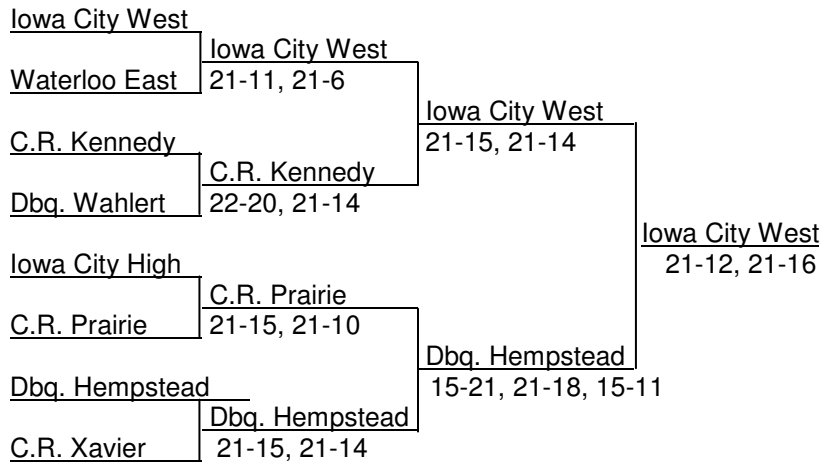 Iowa City West
Iowa City West
Waterloo East
21-11, 21-6
Iowa City West
C.R. Kennedy
21-15, 21-14
C.R. Kennedy
Dbq. Wahlert
22-20, 21-14
Iowa City West
Iowa City High
21-12, 21-16
C.R. Prairie
C.R. Prairie
21-15, 21-10
Dbq. Hempstead
Dbq. Hempstead
15-21, 21-18, 15-11
Dbq. Hempstead
C.R. Xavier
21-15, 21-14